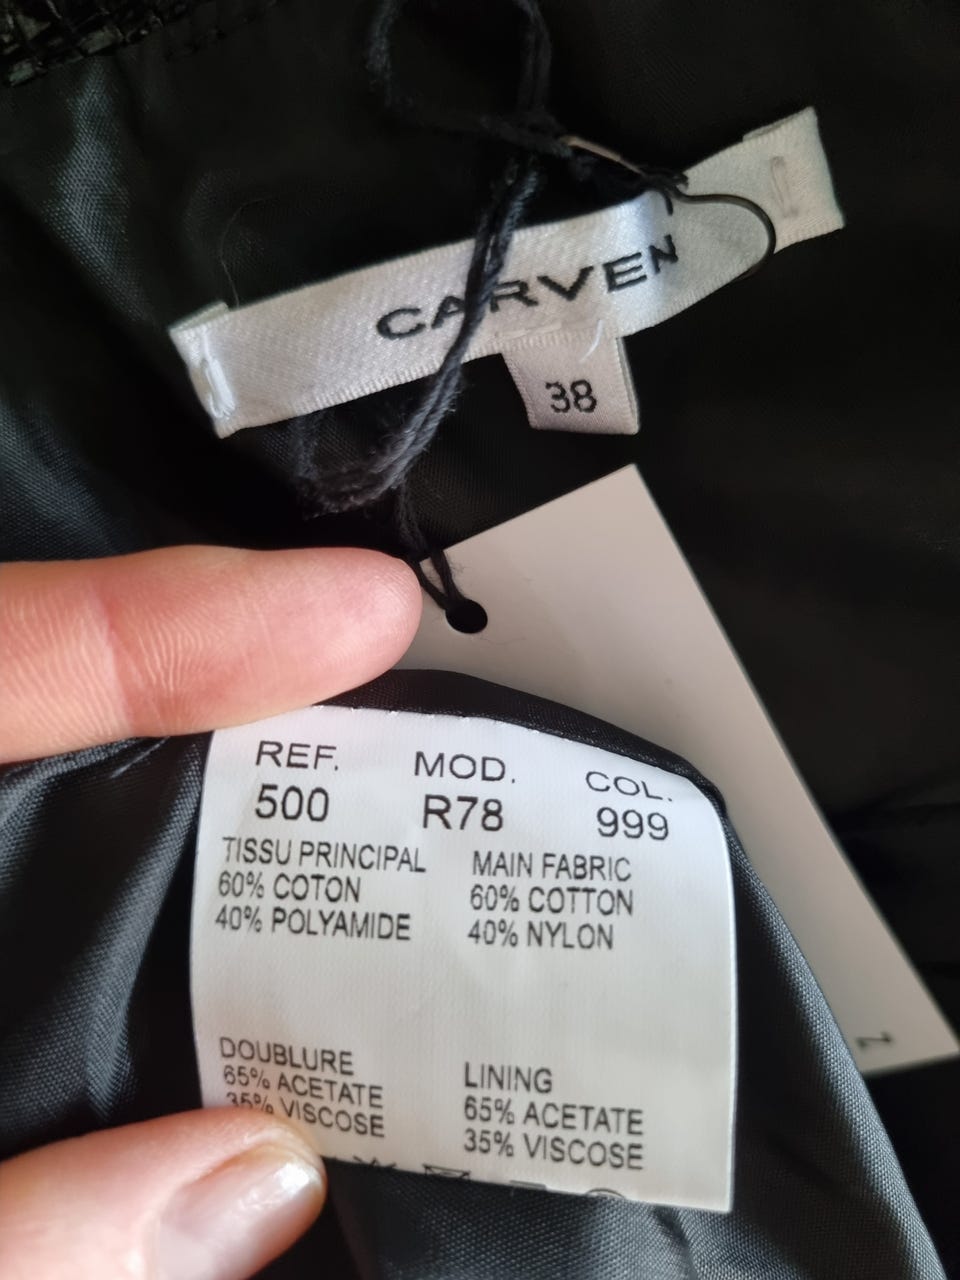 CARVEN
38
REF. MOD. COL.
500 R78 999
TISSU PRINCIPAL MAIN FABRIC
60% COTON 60% COTTON
40% POLYAMIDE 40% NYLON
DOUBLURE LINING
65% ACETATE 65% ACETATE
35% VISCOSE 35% VISCOSE